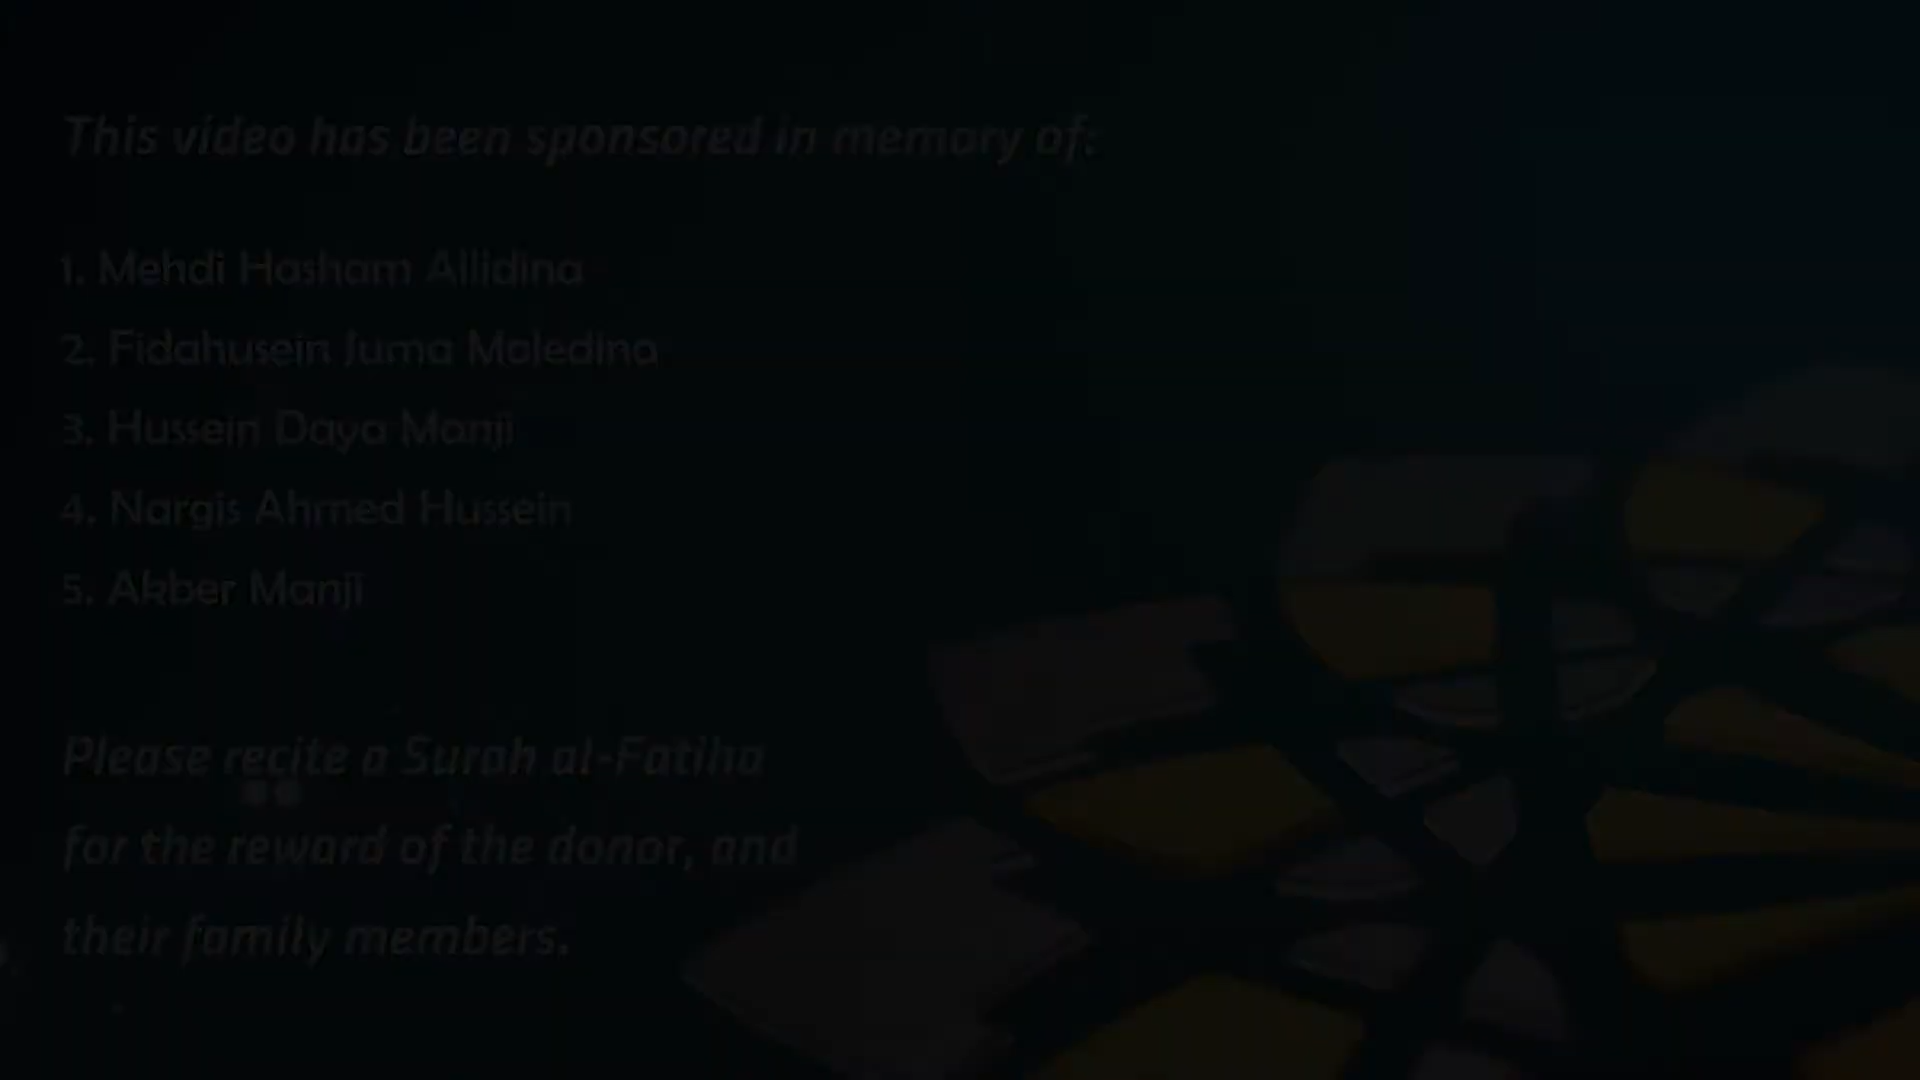 This video has been sponsored in memory of:
1. Mehdi Hasham Allidina
2. Fidahusein Juma Moledina
3. Hussein Daya Manji
4. Nargis Ahmed Hussein
5. Akber Manji
Please recite a Surah al-Fatiha
for the reward of the donor, and
their family members.